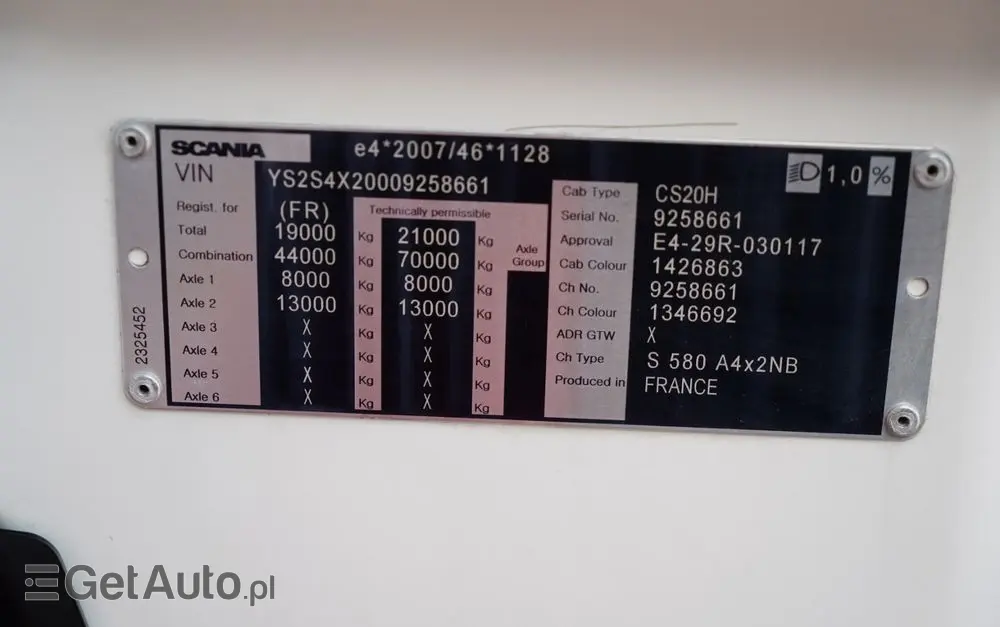 SCANIA e4*2007/46*1128
VIN YS2S4X20009258661
1,0 %
Regist. for (FR) Technically permissible
Total 19000 Kg 21000 Kg
Combination 44000 Kg 70000 Kg Axle Group
Axle 1 8000 Kg 8000 Kg
Axle 2 13000 Kg 13000 Kg
Axle 3 X Kg X Kg
Axle 4 X Kg X Kg
Axle 5 X Kg X Kg
Axle 6 X Kg X Kg
Cab Type CS20H
Serial No. 9258661
Approval E4-29R-030117
Cab Colour 1426863
Ch No. 9258661
Ch Colour 1346692
ADR GTW X
Ch Type S 580 A4x2NB
Produced in FRANCE
2325452
GetAuto.pl